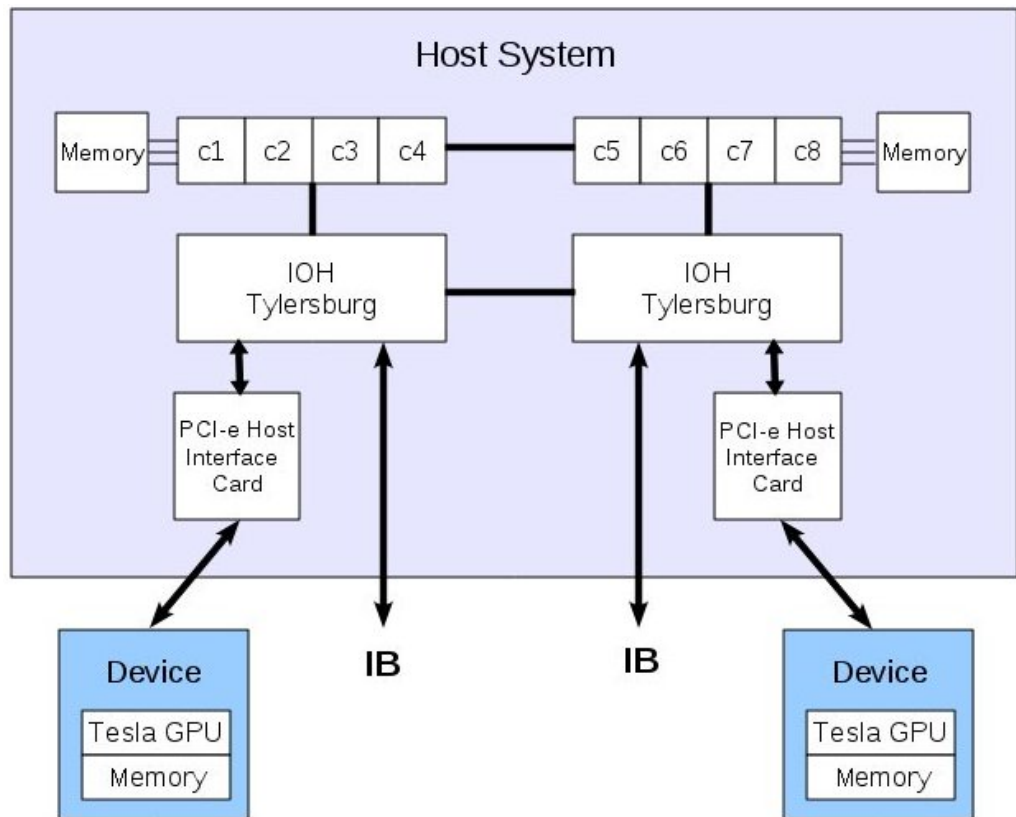 Host System
Memory
c1
c2
c3
c4
c5
c6
c7
c8
Memory
IOH
Tylersburg
IOH
Tylersburg
PCI-e Host
Interface
Card
PCI-e Host
Interface
Card
IB
IB
Device
Tesla GPU
Memory
Device
Tesla GPU
Memory